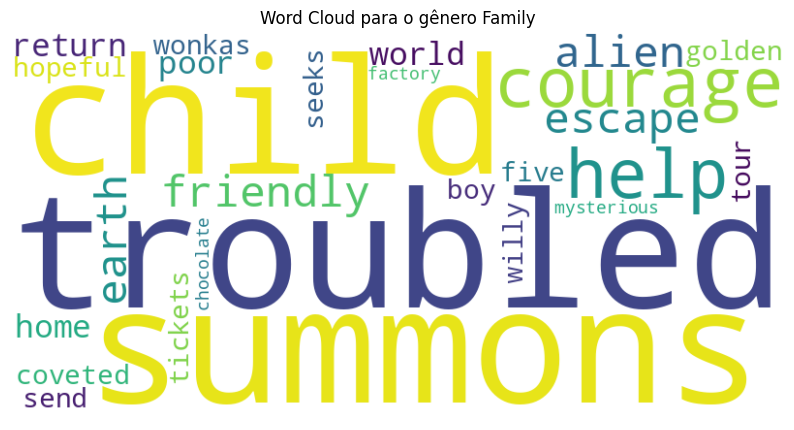 Word Cloud para o gênero Family
return
wonkas
hopeful
poor
seeks
world
factory
alien
golden
child
courage
escape
help
five
tour
friendly
boy
mysterious
earth
troubled
willy
chocolate
tickets
home
summons
coveted
send